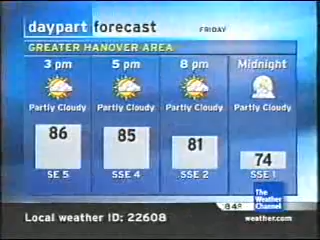 daypart forecast FRIDAY
GREATER HANOVER AREA
3 pm 5 pm 8 pm Midnight
Partly Cloudy Partly Cloudy Partly Cloudy Partly Cloudy
86 85 81 74
SE 5 SSE 4 SSE 2 SSE 1
The
Weather
Channel
84°
Local weather ID: 22608 weather.com